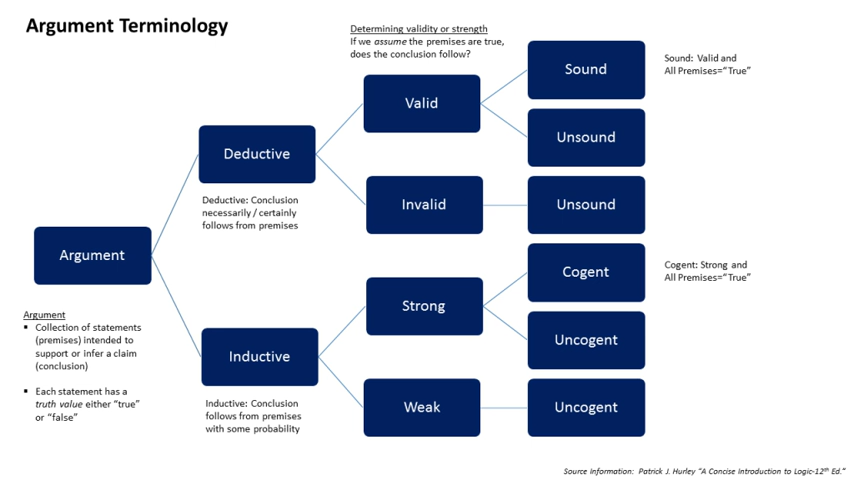 Argument Terminology
Determining validity or strength
If we assume the premises are true,
does the conclusion follow?
Sound
Sound: Valid and
All Premises="True"
Valid
Unsound
Deductive
Deductive: Conclusion
necessarily / certainly
follows from premises
Invalid
Unsound
Argument
Argument
▪ Collection of statements
(premises) intended to
support or infer a claim
(conclusion)
▪ Each statement has a
truth value either “true”
or “false”
Cogent
Cogent: Strong and
All Premises=“True”
Strong
Uncogent
Inductive
Inductive: Conclusion
follows from premises
with some probability
Weak
Uncogent
Source Information: Patrick J. Hurley “A Concise Introduction to Logic-12th Ed.”